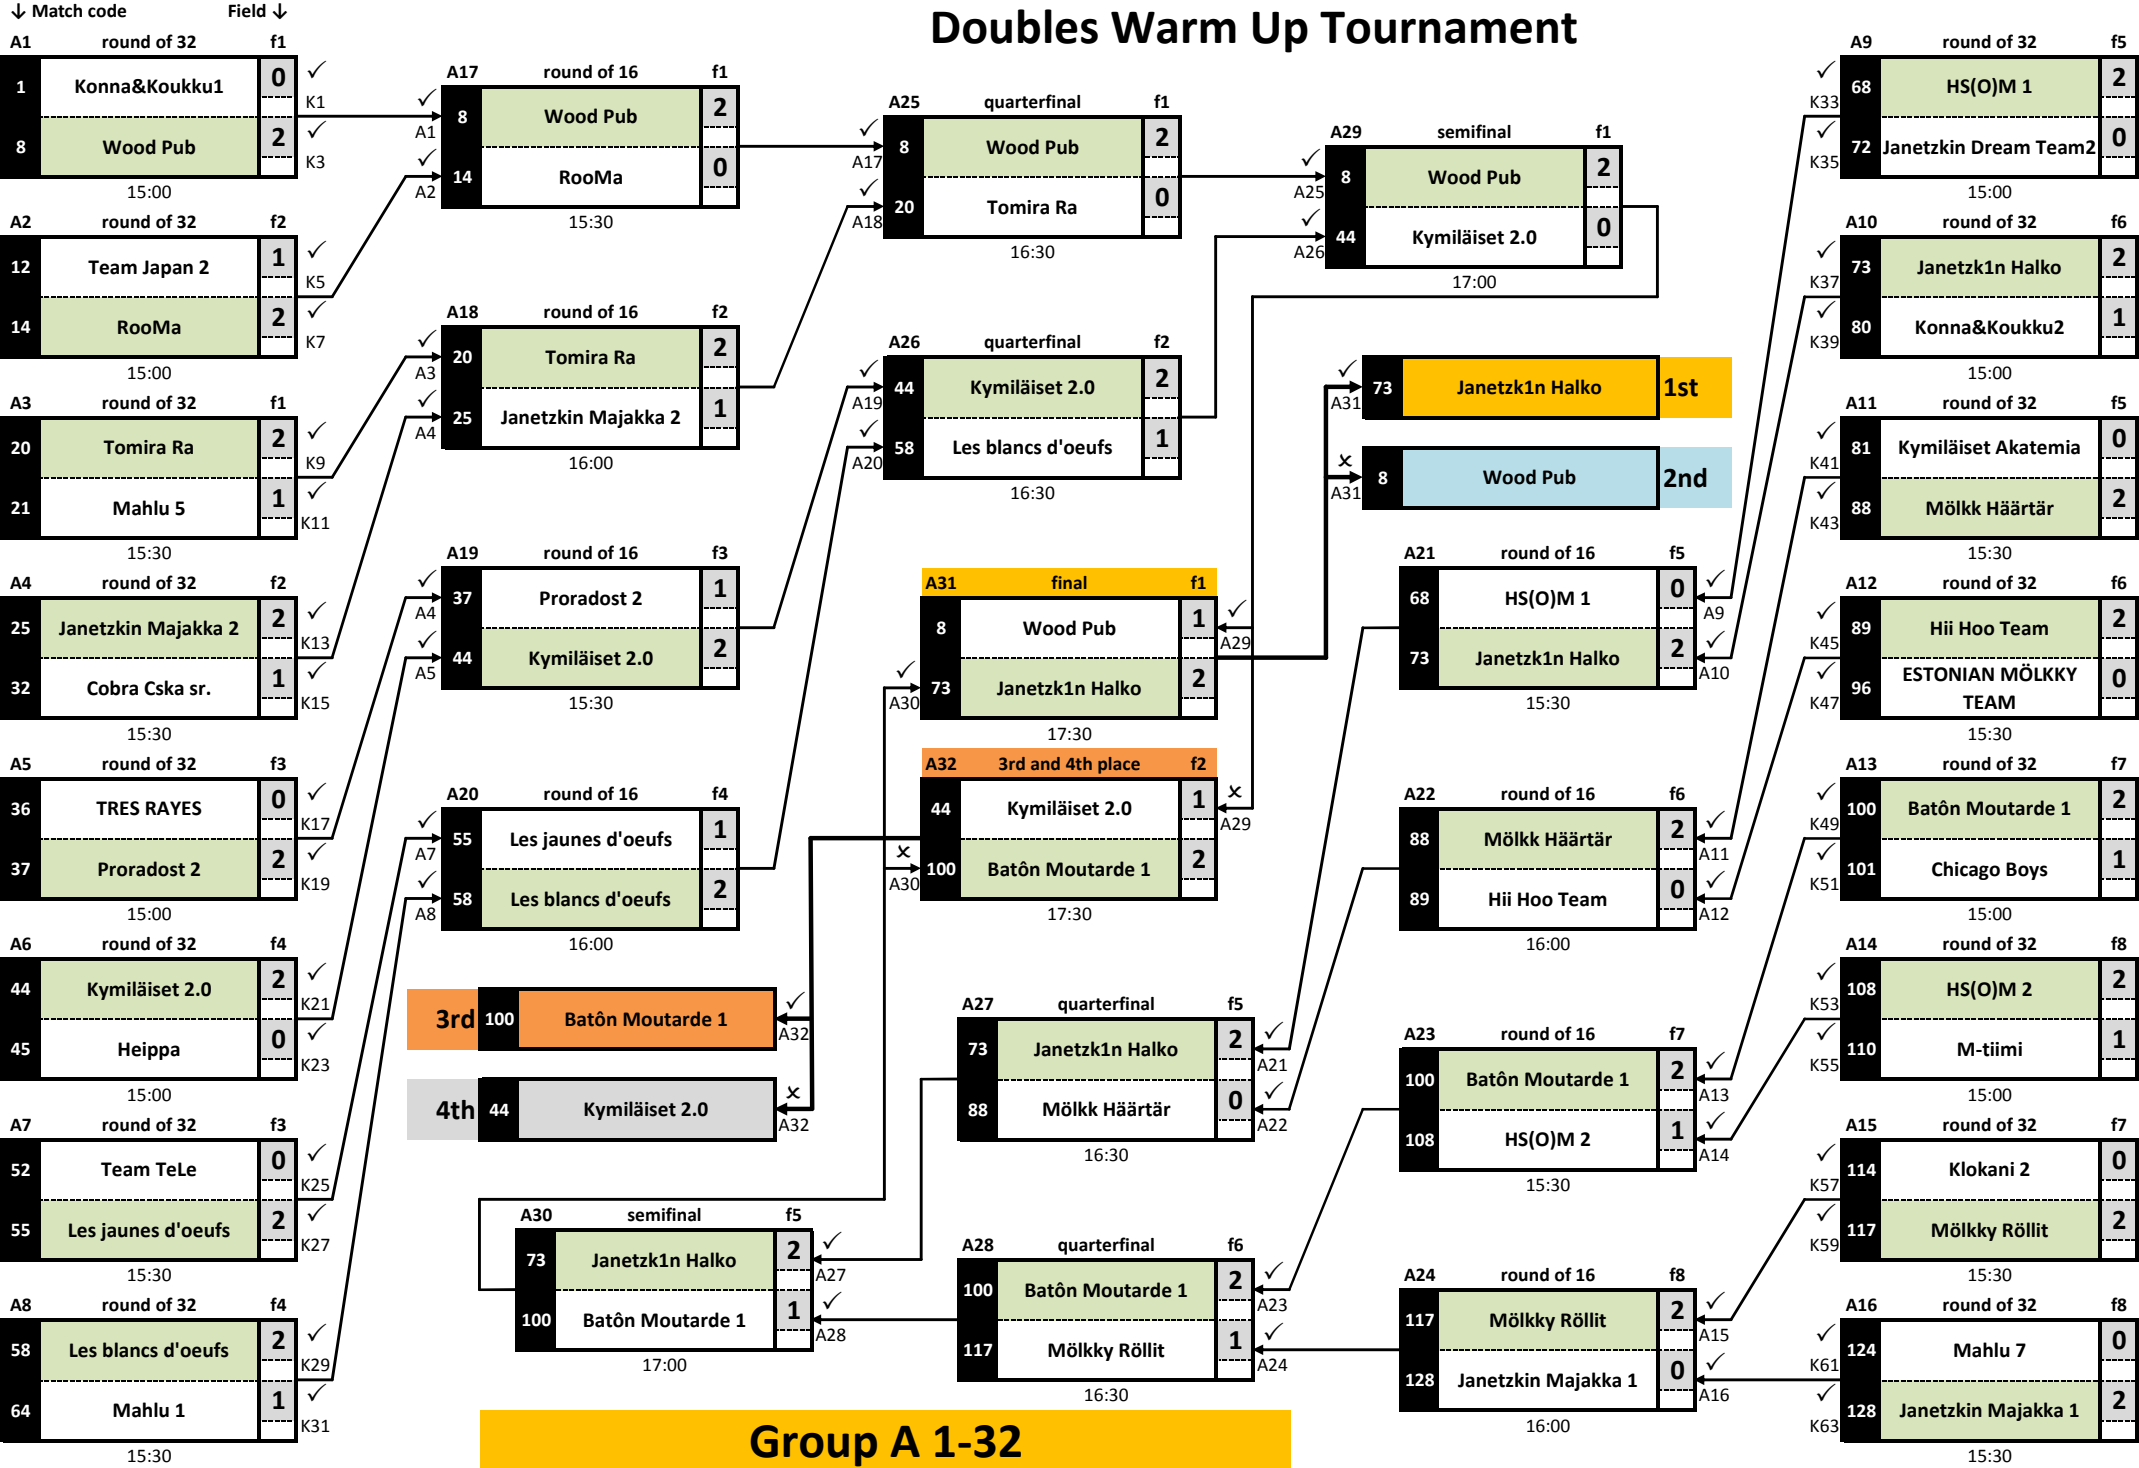 ↓ Match code Field ↓
Doubles Warm Up Tournament
A1 round of 32 f1
1 Konna&Koukku1 0 ✓ K1
8 Wood Pub 2 ✓ K3
15:00
A2 round of 32 f2
12 Team Japan 2 1 ✓ K5
14 RooMa 2 ✓ K7
15:00
A3 round of 32 f1
20 Tomira Ra 2 ✓ K9
21 Mahlu 5 1 ✓ K11
15:30
A4 round of 32 f2
25 Janetzkin Majakka 2 2 ✓ K13
32 Cobra Cska sr. 1 ✓ K15
15:30
A5 round of 32 f3
36 TRES RAYES 0 ✓ K17
37 Proradost 2 2 ✓ K19
15:00
A6 round of 32 f4
44 Kymiläiset 2.0 2 ✓ K21
45 Heippa 0 ✓ K23
15:00
A7 round of 32 f3
52 Team TeLe 0 ✓ K25
55 Les jaunes d'oeufs 2 ✓ K27
15:30
A8 round of 32 f4
58 Les blancs d'oeufs 2 ✓ K29
64 Mahlu 1 1 ✓ K31
15:30
A17 round of 16 f1
✓ A1 8 Wood Pub 2
✓ A2 14 RooMa 0
15:30
A18 round of 16 f2
✓ A3 20 Tomira Ra 2
✓ A4 25 Janetzkin Majakka 2 1
16:00
A19 round of 16 f3
✓ A4 37 Proradost 2 1
✓ A5 44 Kymiläiset 2.0 2
15:30
A20 round of 16 f4
✓ A7 55 Les jaunes d'oeufs 1
✓ A8 58 Les blancs d'oeufs 2
16:00
3rd 100 Batôn Moutarde 1 ✓ A32
4th 44 Kymiläiset 2.0 x A32
A25 quarterfinal f1
✓ A17 8 Wood Pub 2
✓ A18 20 Tomira Ra 0
16:30
A26 quarterfinal f2
✓ A19 44 Kymiläiset 2.0 2
✓ A20 58 Les blancs d'oeufs 1
16:30
A29 semifinal f1
✓ A25 8 Wood Pub 2
✓ A26 44 Kymiläiset 2.0 0
17:00
✓ A31 73 Janetzk1n Halko 1st
x A31 8 Wood Pub 2nd
A31 final f1
8 Wood Pub 1 ✓ A29
✓ A30 73 Janetzk1n Halko 2
17:30
A32 3rd and 4th place f2
44 Kymiläiset 2.0 1 x A29
x A30 100 Batôn Moutarde 1 2
17:30
A27 quarterfinal f5
73 Janetzk1n Halko 2 ✓ A21
88 Mölkk Häärtär 0 ✓ A22
16:30
A30 semifinal f5
73 Janetzk1n Halko 2 ✓ A27
100 Batôn Moutarde 1 1 ✓ A28
17:00
A28 quarterfinal f6
100 Batôn Moutarde 1 2 ✓ A23
117 Mölkky Röllit 1 ✓ A24
16:30
A21 round of 16 f5
68 HS(O)M 1 0 ✓ A9
73 Janetzk1n Halko 2 ✓ A10
15:30
A22 round of 16 f6
88 Mölkk Häärtär 2 ✓ A11
89 Hii Hoo Team 0 ✓ A12
16:00
A23 round of 16 f7
100 Batôn Moutarde 1 2 ✓ A13
108 HS(O)M 2 1 ✓ A14
15:30
A24 round of 16 f8
117 Mölkky Röllit 2 ✓ A15
128 Janetzkin Majakka 1 0 ✓ A16
16:00
A9 round of 32 f5
✓ K33 68 HS(O)M 1 2
✓ K35 72 Janetzkin Dream Team2 0
15:00
A10 round of 32 f6
✓ K37 73 Janetzk1n Halko 2
✓ K39 80 Konna&Koukku2 1
15:00
A11 round of 32 f5
✓ K41 81 Kymiläiset Akatemia 0
✓ K43 88 Mölkk Häärtär 2
15:30
A12 round of 32 f6
✓ K45 89 Hii Hoo Team 2
✓ K47 96 ESTONIAN MÖLKKY
TEAM 0
15:30
A13 round of 32 f7
✓ K49 100 Batôn Moutarde 1 2
✓ K51 101 Chicago Boys 1
15:00
A14 round of 32 f8
✓ K53 108 HS(O)M 2 2
✓ K55 110 M-tiimi 1
15:00
A15 round of 32 f7
✓ K57 114 Klokani 2 0
✓ K59 117 Mölkky Röllit 2
15:30
A16 round of 32 f8
✓ K61 124 Mahlu 7 0
✓ K63 128 Janetzkin Majakka 1 2
15:30
Group A 1-32